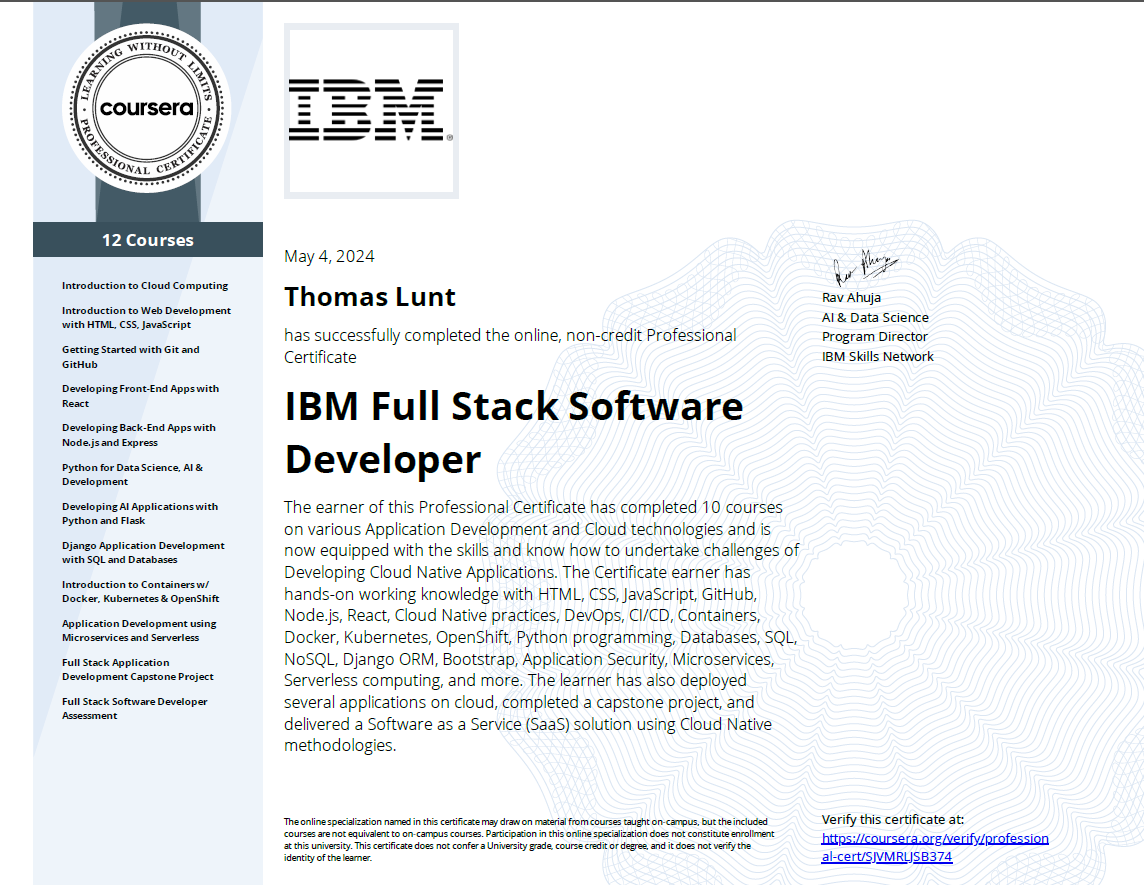 LEARNING WITHOUT LIMITS
coursera
PROFESSIONAL CERTIFICATE
IBM
®
12 Courses
Introduction to Cloud Computing
Introduction to Web Development
with HTML, CSS, JavaScript
Getting Started with Git and
GitHub
Developing Front-End Apps with
React
Developing Back-End Apps with
Node.js and Express
Python for Data Science, AI &
Development
Developing AI Applications with
Python and Flask
Django Application Development
with SQL and Databases
Introduction to Containers w/
Docker, Kubernetes & OpenShift
Application Development using
Microservices and Serverless
Full Stack Application
Development Capstone Project
Full Stack Software Developer
Assessment
May 4, 2024
Thomas Lunt
has successfully completed the online, non-credit Professional
Certificate
IBM Full Stack Software
Developer
The earner of this Professional Certificate has completed 10 courses
on various Application Development and Cloud technologies and is
now equipped with the skills and know how to undertake challenges of
Developing Cloud Native Applications. The Certificate earner has
hands-on working knowledge with HTML, CSS, JavaScript, GitHub,
Node.js, React, Cloud Native practices, DevOps, CI/CD, Containers,
Docker, Kubernetes, OpenShift, Python programming, Databases, SQL,
NoSQL, Django ORM, Bootstrap, Application Security, Microservices,
Serverless computing, and more. The learner has also deployed
several applications on cloud, completed a capstone project, and
delivered a Software as a Service (SaaS) solution using Cloud Native
methodologies.
Rav Ahuja
Rav Ahuja
AI & Data Science
Program Director
IBM Skills Network
The online specialization named in this certificate may draw on material from courses taught on-campus, but the included
courses are not equivalent to on-campus courses. Participation in this online specialization does not constitute enrollment
at this university. This certificate does not confer a University grade, course credit or degree, and it does not verify the
identity of the learner.
Verify this certificate at:
https://coursera.org/verify/profession
al-cert/SJVMRLJSB374